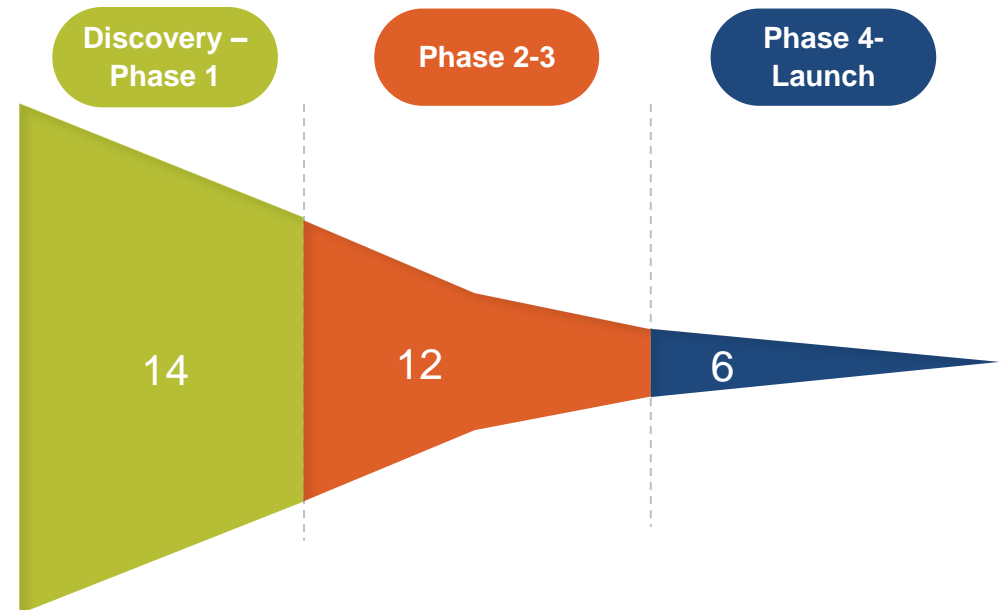 Discovery –
Phase 1
Phase 2-3
Phase 4-
Launch
14
12
6